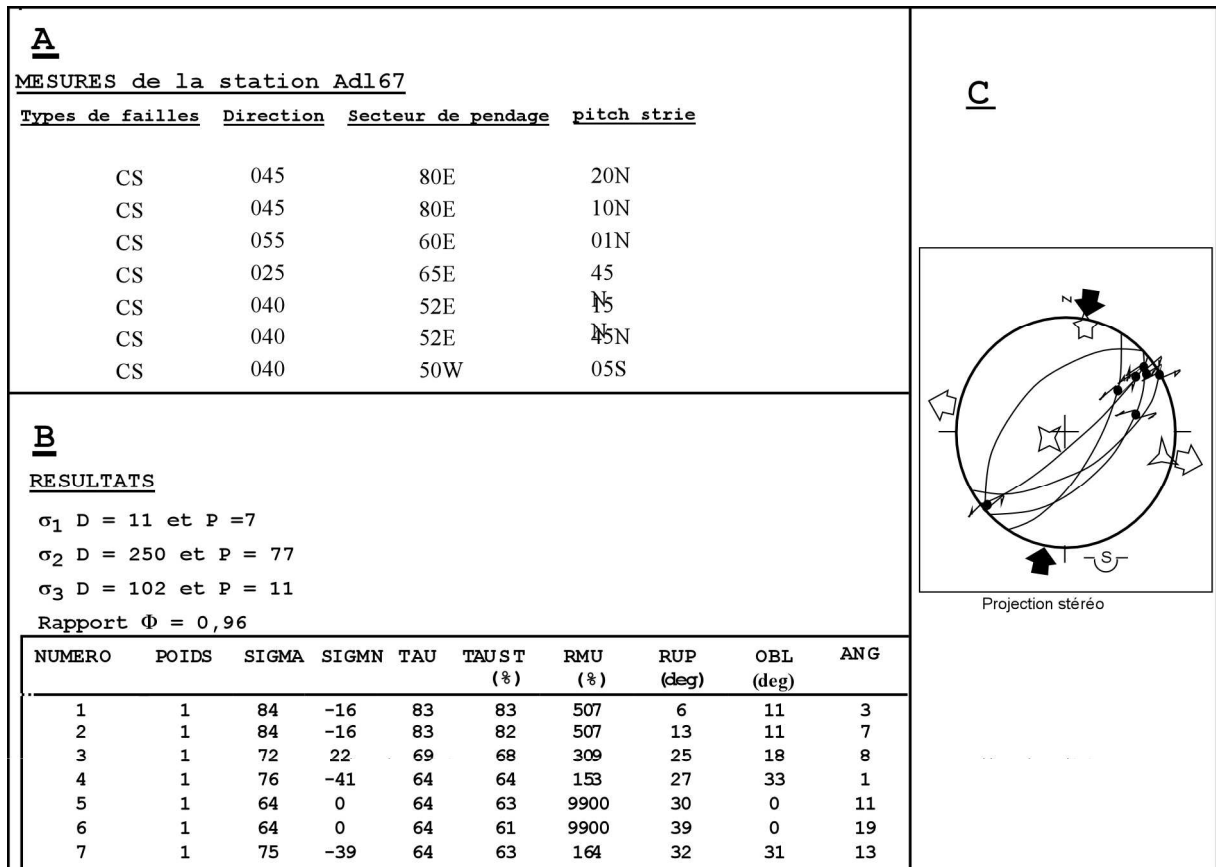 A
MESURES de la station Adl67
Types de failles Direction Secteur de pendage pitch strie
CS 045 80E 20N
CS 045 80E 10N
CS 055 60E 01N
CS 025 65E 45
CS 040 52E N 15
CS 040 52E N 45N
CS 040 50W 05S
B
RESULTATS
σ1 D = 11 et P =7
σ2 D = 250 et P = 77
σ3 D = 102 et P = 11
Rapport Φ = 0,96
NUMERO POIDS SIGMA SIGMN TAU TAUST RMU RUP OBL ANG
(%) (%) (deg) (deg)
1 1 84 -16 83 83 507 6 11 3
2 1 84 -16 83 82 507 13 11 7
3 1 72 22 69 68 309 25 18 8
4 1 76 -41 64 64 153 27 33 1
5 1 64 0 64 63 9900 30 0 11
6 1 64 0 64 61 9900 39 0 19
7 1 75 -39 64 63 164 32 31 13
C
N
S
Projection stéréo